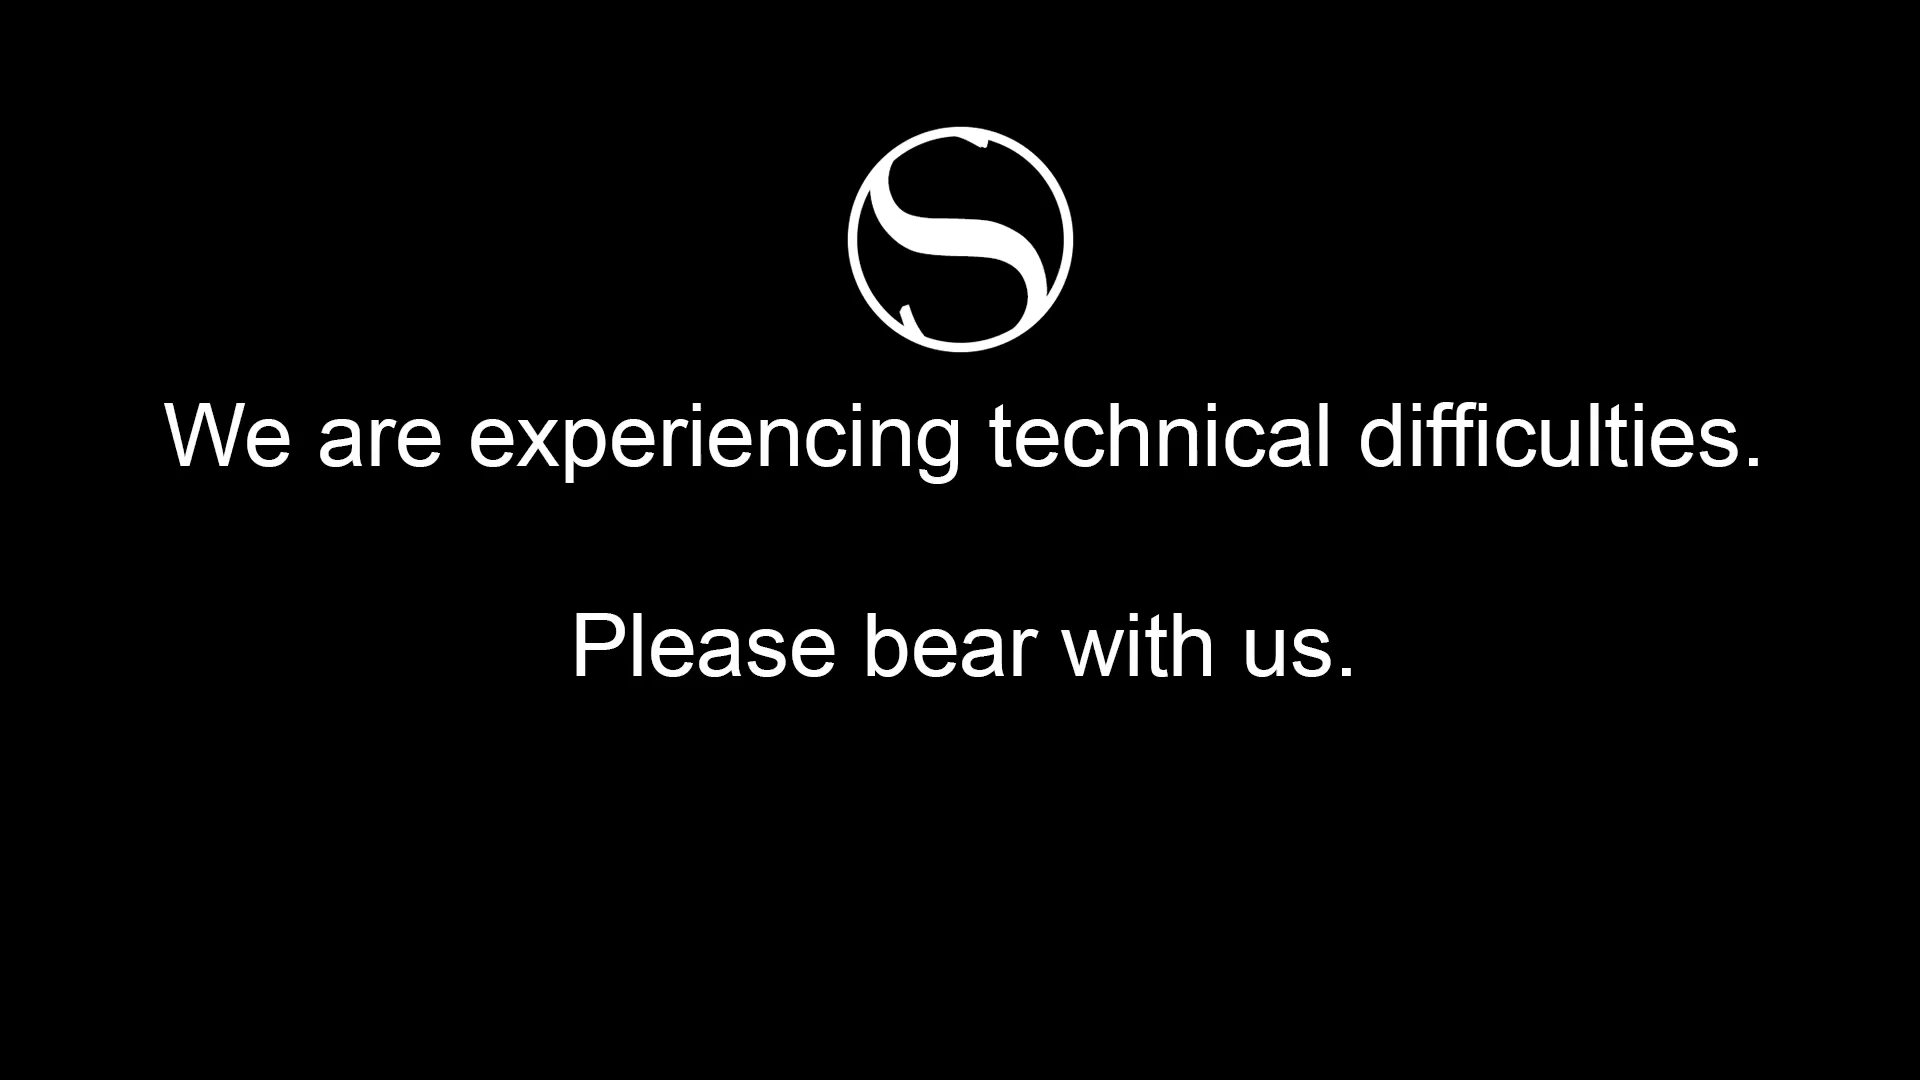 S
We are experiencing technical difficulties.
Please bear with us.